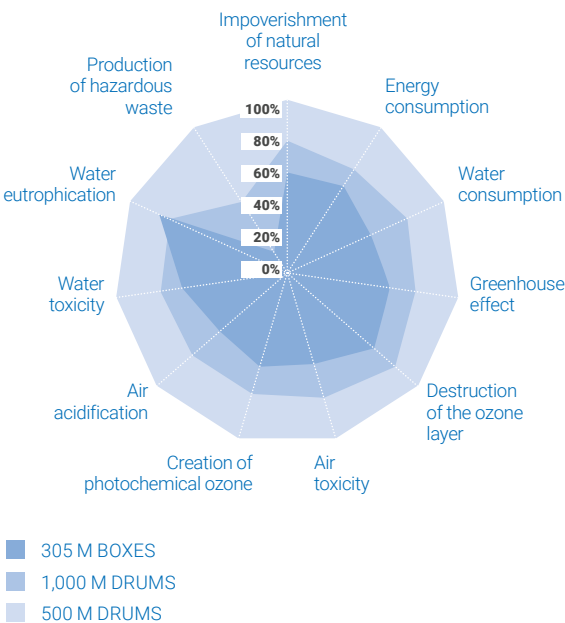 Impoverishment
of natural
resources
Production
of hazardous
waste
Energy
consumption
100%
80%
60%
40%
20%
0%
Water
eutrophication
Water
consumption
Water
toxicity
Greenhouse
effect
Air
acidification
Destruction
of the ozone
layer
Creation of
photochemical ozone
Air
toxicity
305 M BOXES
1,000 M DRUMS
500 M DRUMS